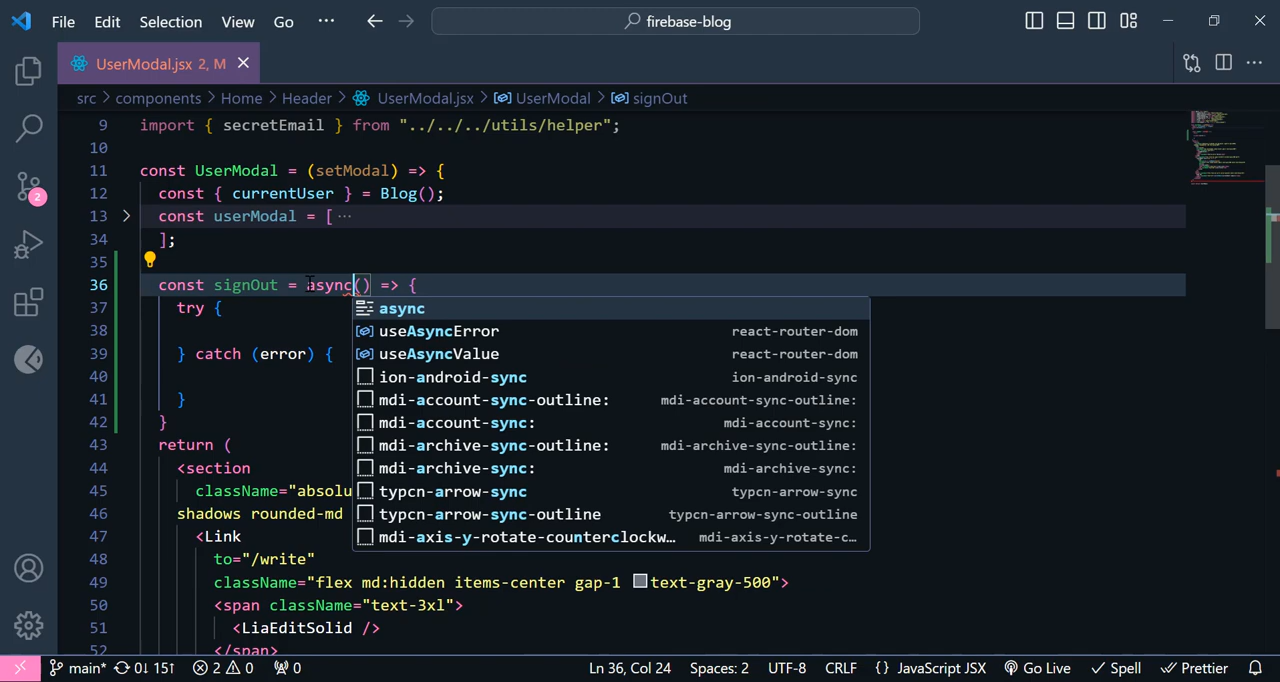 File Edit Selection View Go ··· firebase-blog
UserModal.jsx 2, M
src > components > Home > Header > UserModal.jsx > UserModal > signOut
9 import { secretEmail } from "../../../utils/helper";
10
11 const UserModal = (setModal) => {
12 const { currentUser } = Blog();
13 const userModal = [ ···
34 ];
35
36 const signOut = async() => {
37 try {
38
39 } catch (error) {
40
41 }
42 }
43 return (
44 <section
45 className="absolu
46 shadows rounded-md
47 <Link
48 to="/write"
49 className="flex md:hidden items-center gap-1 text-gray-500">
50 <span className="text-3xl">
51 <LiaEditSolid />
52 </span>
async
useAsyncError react-router-dom
useAsyncValue react-router-dom
ion-android-sync ion-android-sync
mdi-account-sync-outline: mdi-account-sync-outline:
mdi-account-sync: mdi-account-sync:
mdi-archive-sync-outline: mdi-archive-sync-outline:
mdi-archive-sync: mdi-archive-sync:
typcn-arrow-sync typcn-arrow-sync
typcn-arrow-sync-outline typcn-arrow-sync-outline
mdi-axis-y-rotate-counterclockw… mdi-axis-y-rotate-c…
2
main* 0↓ 15↑ 2 0 0 Ln 36, Col 24 Spaces: 2 UTF-8 CRLF {} JavaScript JSX Go Live Spell Prettier